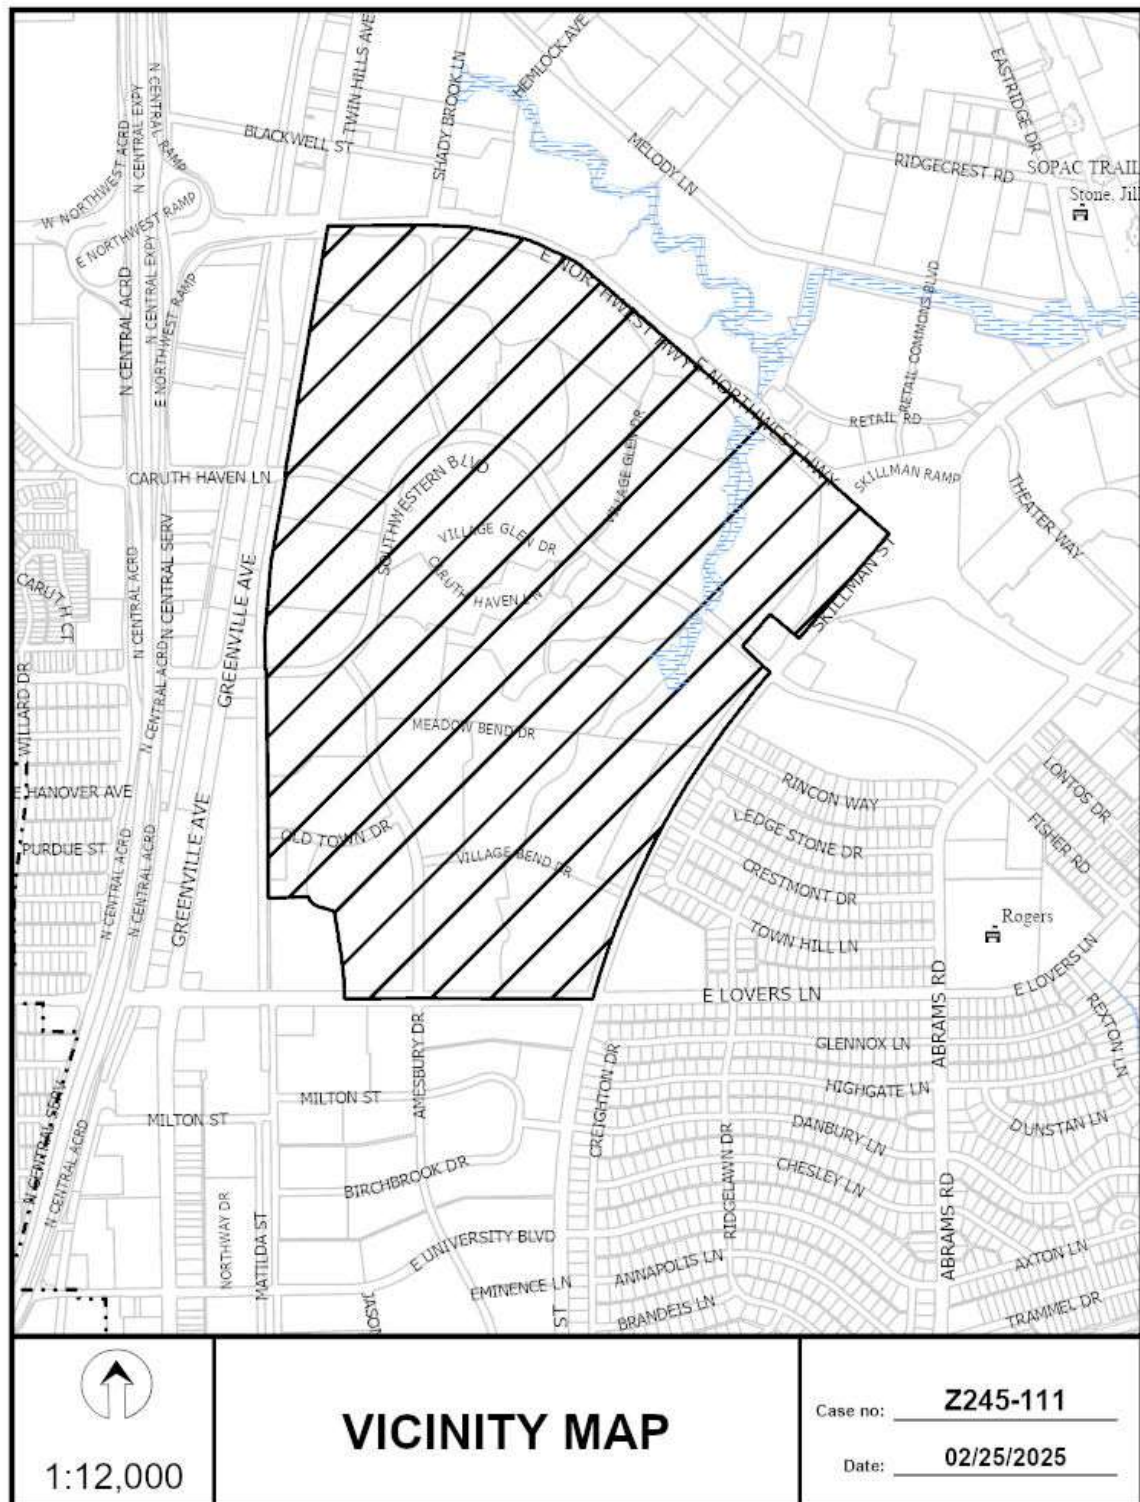 TWIN HILLS AVE
SHADY BROOK LN
HEMLOCK AVE
EASTRIDGE DR
N CENTRAL EXPY
N CENTRAL EXPY
N CENTRAL RAMP
BLACKWELL ST
MELODY LN
RIDGECREST RD
SOPAC TRAIL
Stone, Jill
W NORTHWEST ACRD
E NORTHWEST RAMP
N CENTRAL ACRD
N CENTRAL EXPY
E NORTHWEST RAMP
E NORTHWEST HWY
E NORTHWEST HWY
RETAIL COMMONS BLVD
RETAIL RD
SKILLMAN RAMP
THEATER WAY
SKILLMAN ST
CARUTH HAVEN LN
SOUTHWESTERN BLVD
VILLAGE GLEN DR
VILLAGE GLEN DR
CARUTH HAVEN LN
CARUTH CT
N CENTRAL ACRD
N CENTRAL SERV
GREENVILLE AVE
WILLARD DR
N CENTRAL ACRD
MEADOW BEND DR
RINCON WAY
LONTOS DR
E HANOVER AVE
PURDUE ST
GREENVILLE AVE
OLD TOWN DR
VILLAGE BEND DR
LEDGE STONE DR
FISHER RD
CRESTMONT DR
TOWN HILL LN
Rogers
N CENTRAL ACRD
N CENTRAL ACRD
E LOVERS LN
E LOVERS LN
ABRAMS RD
REXTON LN
GLENNOX LN
HIGHGATE LN
DANBURY LN
DUNSTAN LN
CHESLEY LN
AMESBURY DR
CREIGHTON DR
MILTON ST
MILTON ST
N CENTRAL SERV
N CENTRAL ACRD
BIRCHBROOK DR
RIDGELAWN DR
ABRAMS RD
NORTHWAY DR
MATILDA ST
E UNIVERSITY BLVD
EMINENCE LN
ANNAPOLIS LN
BRANDEIS LN
AXTON LN
TRAMMEL DR
JASON
ST
1:12,000
VICINITY MAP
Case no: Z245-111
Date: 02/25/2025